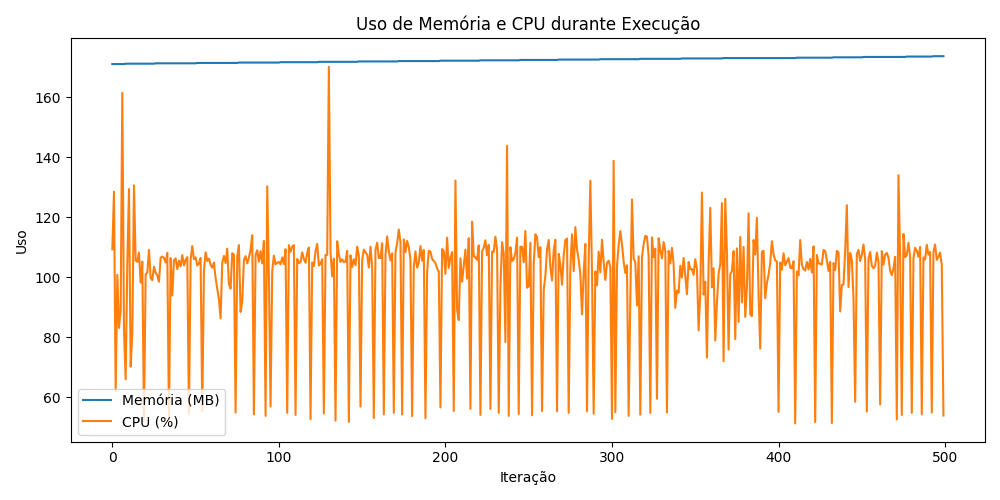 Uso de Memória e CPU durante Execução
160
140
120
100
80
60
Uso
Memória (MB)
CPU (%)
0 100 200 300 400 500
Iteração